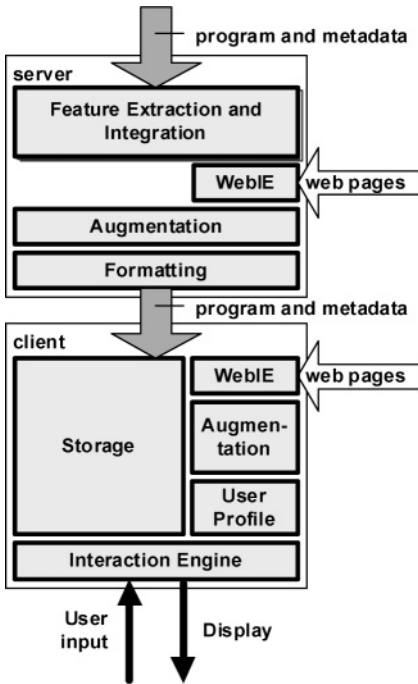 program and metadata
server
Feature Extraction and
Integration
WebIE
web pages
Augmentation
Formatting
program and metadata
client
WebIE
web pages
Storage
Augmen-
tation
User
Profile
Interaction Engine
User
input
Display